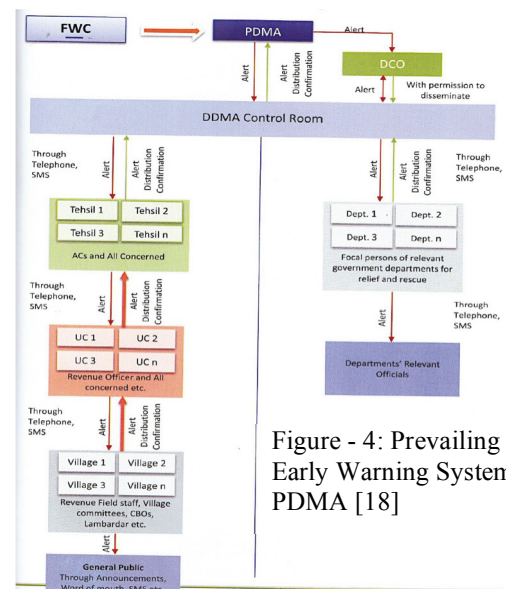 FWC
PDMA
Alert
DCO
Alert
Alert
Distribution
Confirmation
Alert
With permission to
disseminate
DDMA Control Room
Through
Telephone,
SMS
Alert
Alert
Distribution
Confirmation
Alert
Alert
Distribution
Confirmation
Through
Telephone,
SMS
Tehsil 1
Tehsil 2
Tehsil 3
Tehsil n
ACs and All Concerned
Dept. 1
Dept. 2
Dept. 3
Dept. n
Focal persons of relevant
government departments for
relief and rescue
Through
Telephone,
SMS
Alert
Alert
Distribution
Confirmation
Alert
Through
Telephone,
SMS
UC 1
UC 2
UC 3
UC n
Revenue Officer and All
concerned etc.
Departments' Relevant
Officials
Through
Telephone,
SMS
Alert
Alert
Distribution
Confirmation
Village 1
Village 2
Village 3
Village n
Revenue Field staff, Village
committees, CBOs,
Lambardar etc.
Figure - 4: Prevailing
Early Warning System
PDMA [18]
Alert
General Public
Through Announcements,
Word of mouth, SMS etc